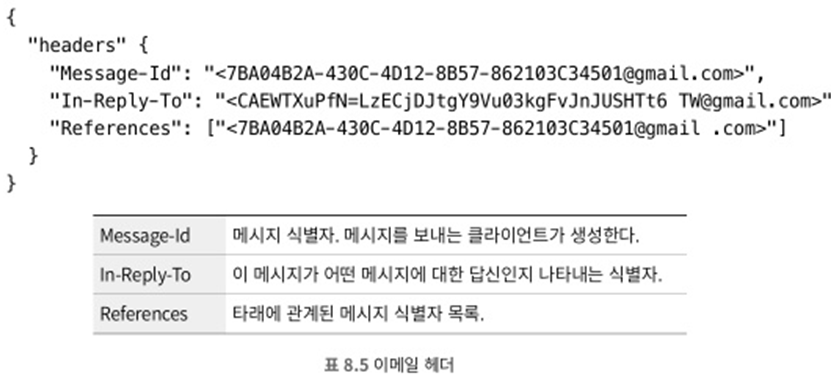 {
"headers" {
"Message-Id": "<7BA04B2A-430C-4D12-8B57-862103C34501@gmail.com>",
"In-Reply-To": "<CAEWTXuPfN=LzECjDJtgY9Vu03kgFvJnJUSHTt6 TW@gmail.com>"
"References": ["<7BA04B2A-430C-4D12-8B57-862103C34501@gmail .com>"]
}
}
Message-Id 메시지 식별자. 메시지를 보내는 클라이언트가 생성한다.
In-Reply-To 이 메시지가 어떤 메시지에 대한 답신인지 나타내는 식별자.
References 타래에 관계된 메시지 식별자 목록.
표 8.5 이메일 헤더